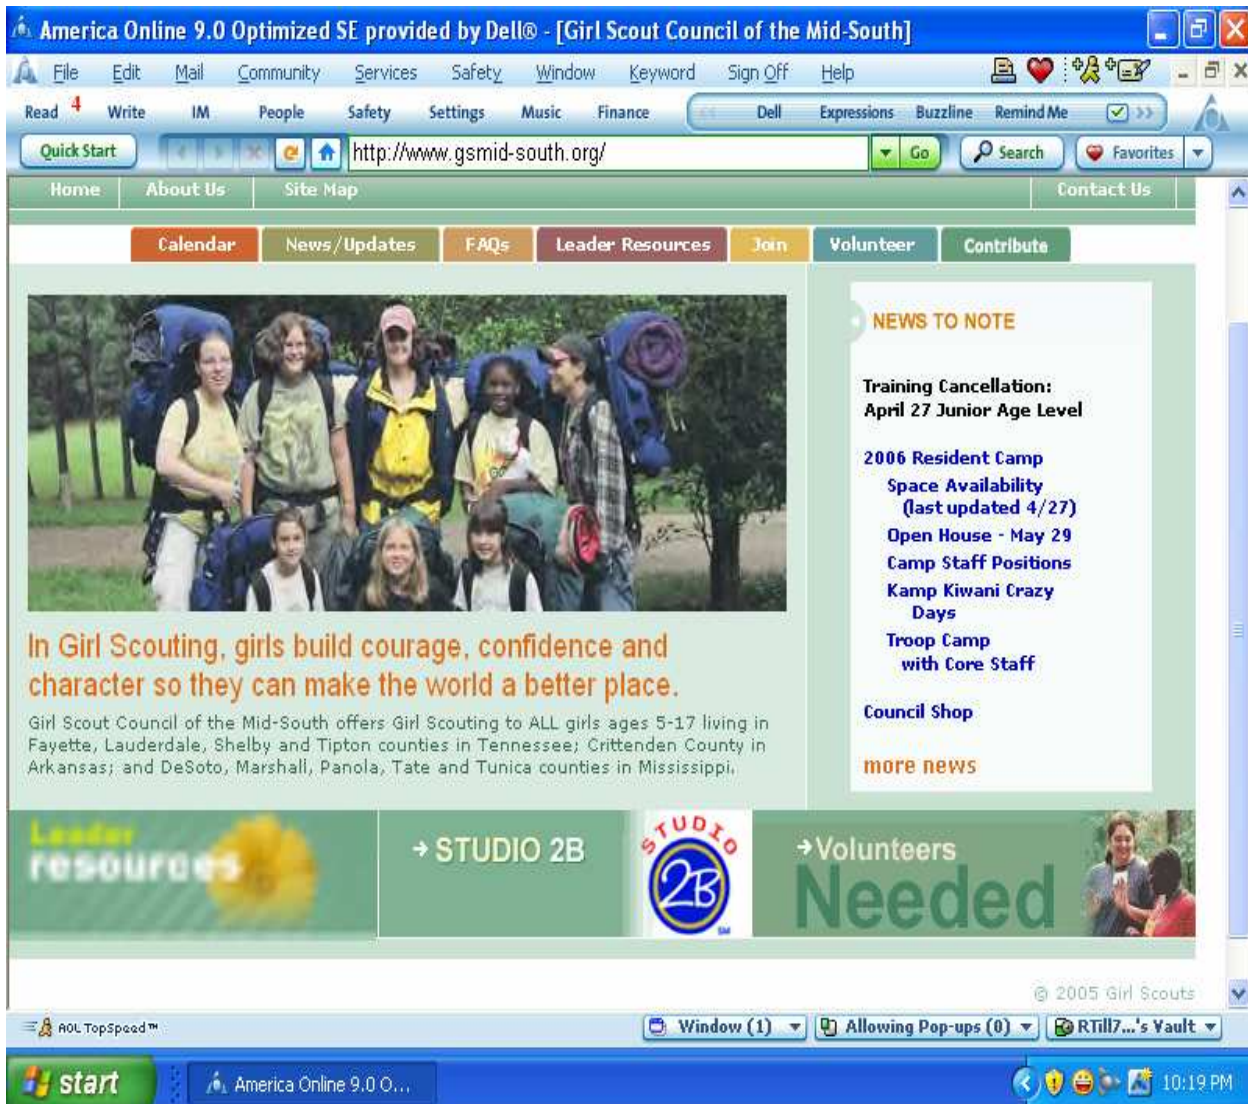 America Online 9.0 Optimized SE provided by Dell® - [Girl Scout Council of the Mid-South]
File Edit Mail Community Services Safety Window Keyword Sign Off Help
Read 4 Write IM People Safety Settings Music Finance Dell Expressions Buzzline Remind Me
Quick Start http://www.gsmid-south.org/ Go Search Favorites
Home About Us Site Map Contact Us
Calendar News/Updates FAQs Leader Resources Join Volunteer Contribute
In Girl Scouting, girls build courage, confidence and
character so they can make the world a better place.
Girl Scout Council of the Mid-South offers Girl Scouting to ALL girls ages 5-17 living in
Fayette, Lauderdale, Shelby and Tipton counties in Tennessee; Crittenden County in
Arkansas; and DeSoto, Marshall, Panola, Tate and Tunica counties in Mississippi.
NEWS TO NOTE
Training Cancellation:
April 27 Junior Age Level
2006 Resident Camp
Space Availability
(last updated 4/27)
Open House - May 29
Camp Staff Positions
Kamp Kiwani Crazy
Days
Troop Camp
with Core Staff
Council Shop
more news
Leader
resources
STUDIO 2B
STUDIO
2B
SM
Volunteers
Needed
© 2005 Girl Scouts
AOL TopSpeed™ Window (1) Allowing Pop-ups (0) RTill7...'s Vault
start America Online 9.0 O... 10:19 PM